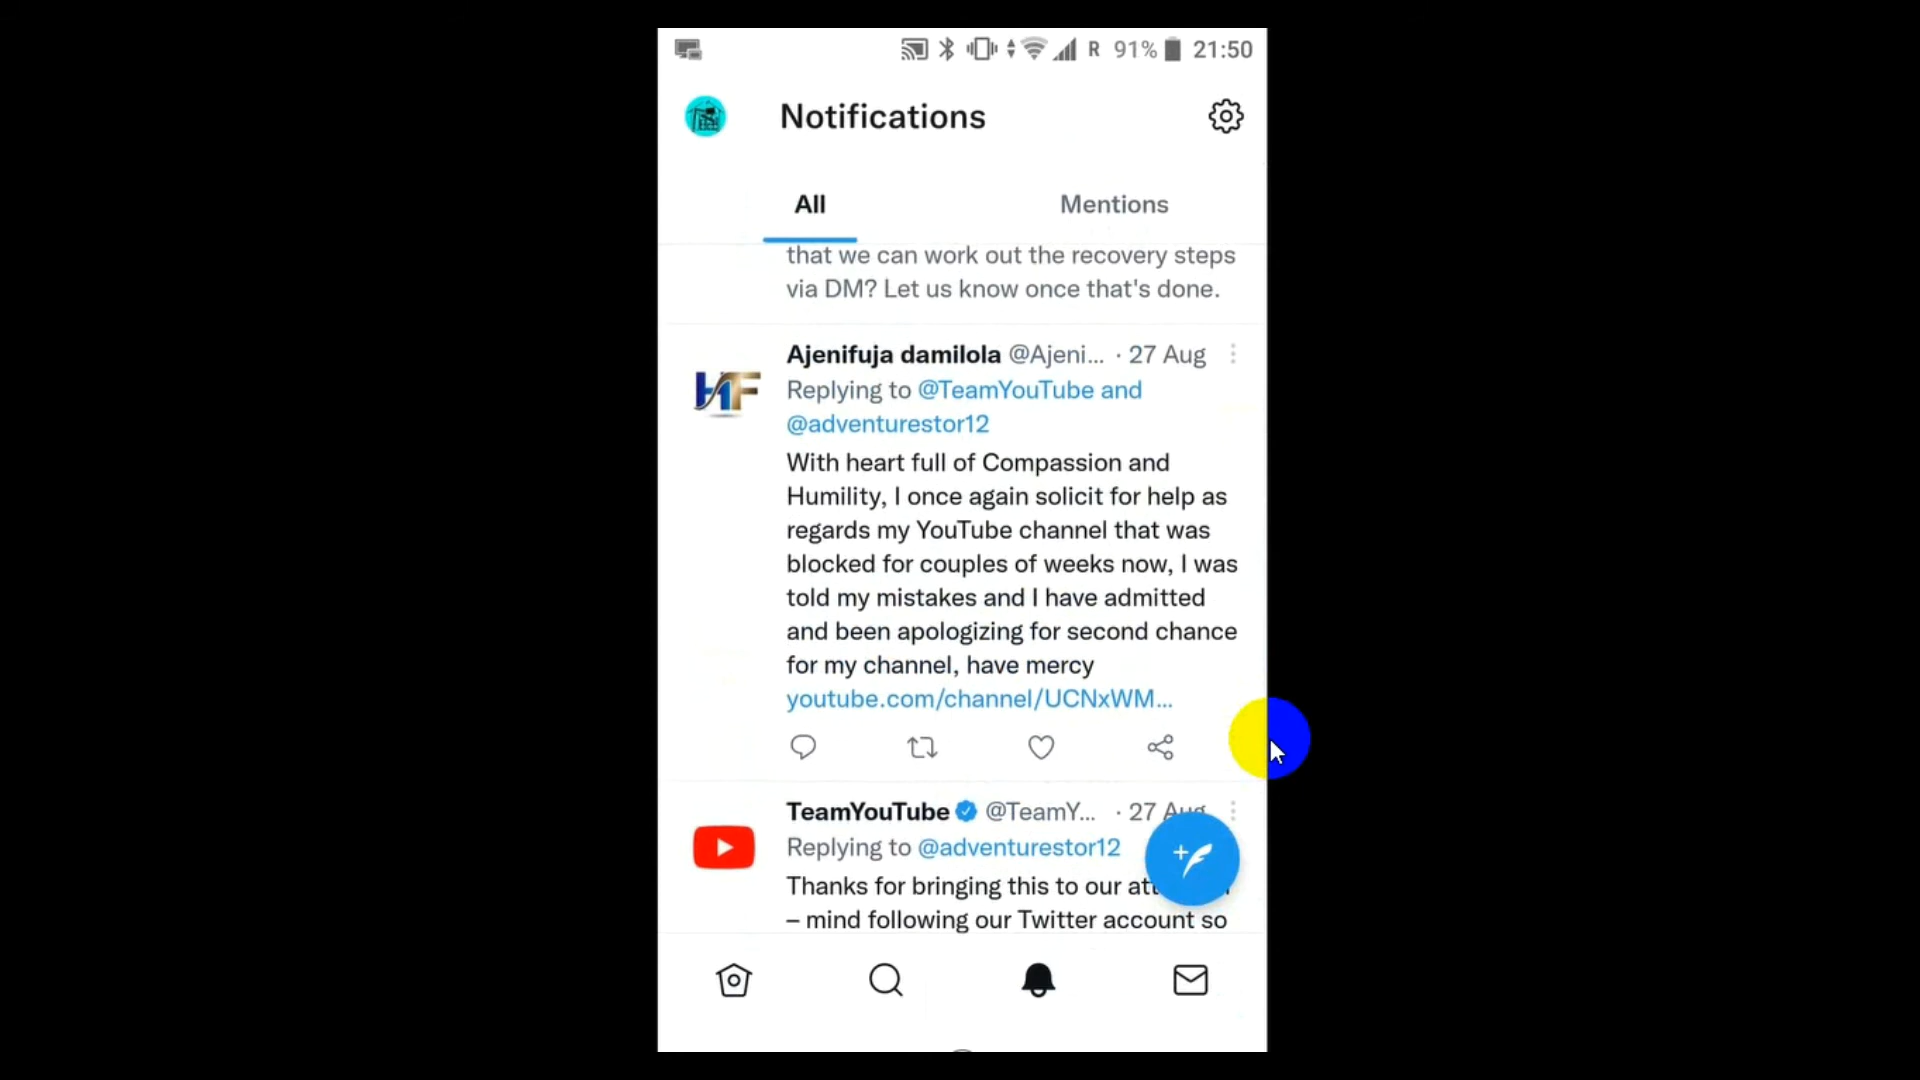 R 91% 21:50
Notifications
All Mentions
that we can work out the recovery steps
via DM? Let us know once that's done.
Ajenifuja damilola @Ajeni... · 27 Aug
Replying to @TeamYouTube and
@adventurestor12
With heart full of Compassion and
Humility, I once again solicit for help as
regards my YouTube channel that was
blocked for couples of weeks now, I was
told my mistakes and I have admitted
and been apologizing for second chance
for my channel, have mercy
youtube.com/channel/UCNxWM...
TeamYouTube @TeamY... · 27 Aug
Replying to @adventurestor12
Thanks for bringing this to our
– mind following our Twitter account so